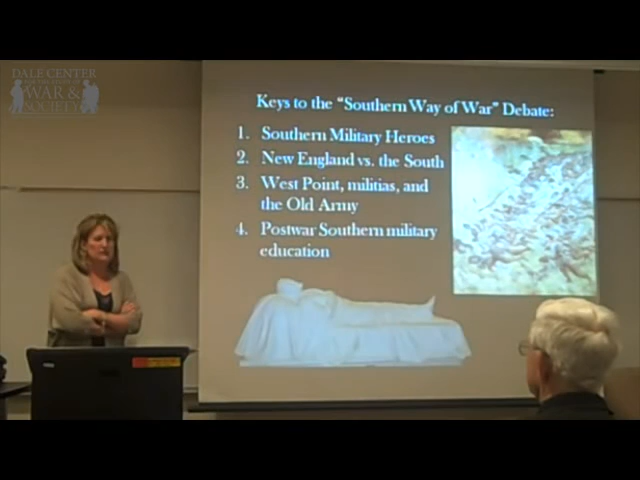 DALE CENTER
WAR &
SOCIETY
Keys to the “Southern Way of War” Debate:
1. Southern Military Heroes
2. New England vs. the South
3. West Point, militias, and
the Old Army
4. Postwar Southern military
education